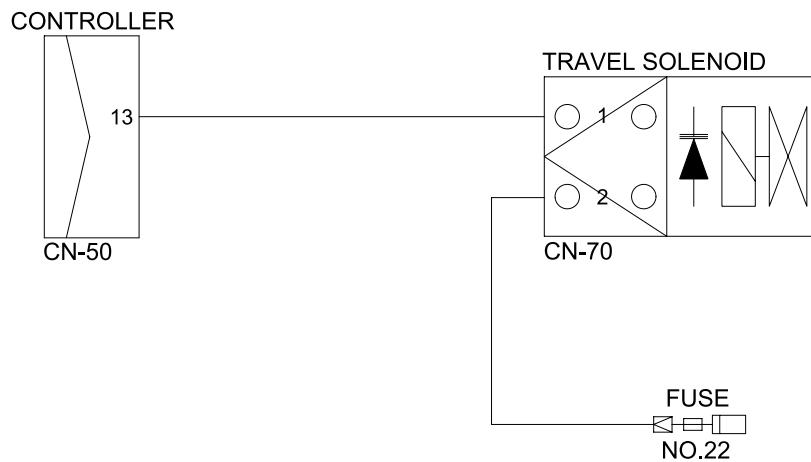 CONTROLLER
TRAVEL SOLENOID
13
1
2
CN-50
CN-70
FUSE
NO.22